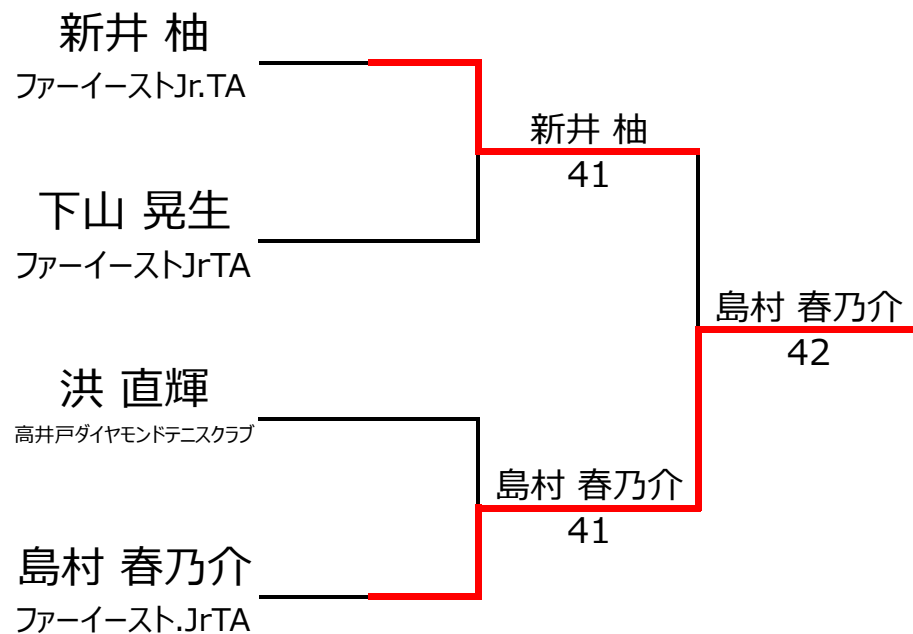 新井 柚
ファーイーストJr.TA
新井 柚
41
下山 晃生
ファーイーストJrTA
島村 春乃介
42
洪 直輝
高井戸ダイヤモンドテニスクラブ
島村 春乃介
41
島村 春乃介
ファーイースト.JrTA